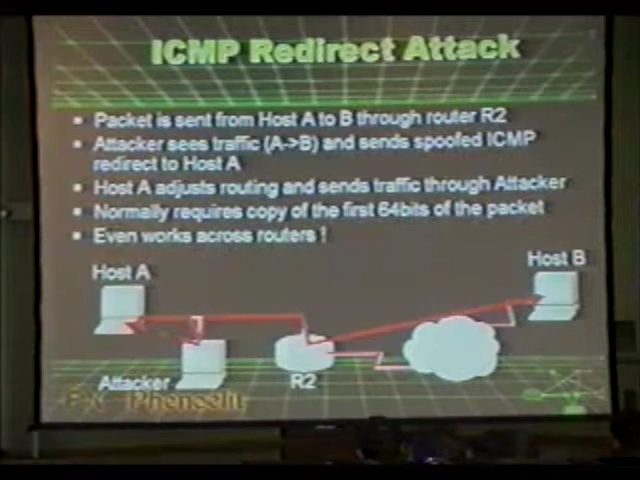 ICMP Redirect Attack
Packet is sent from Host A to B through router R2
Attacker sees traffic (A->B) and sends spoofed ICMP
redirect to Host A
Host A adjusts routing and sends traffic through Attacker
Normally requires copy of the first 64bits of the packet
Even works across routers !
Host A
Host B
Attacker
R2
FX Phenoelit